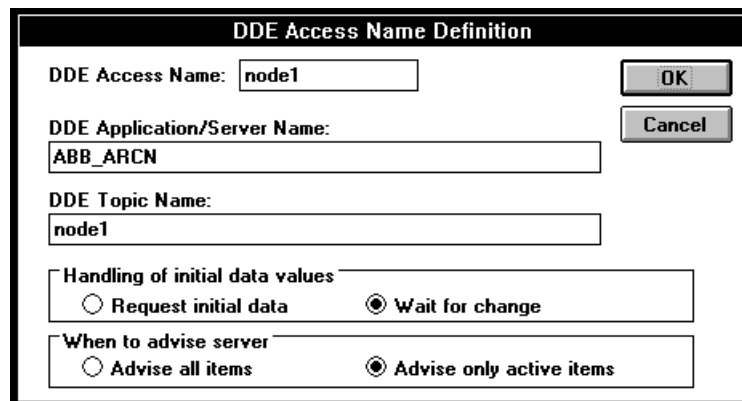 DDE Access Name Definition
DDE Access Name: node1
OK
DDE Application/Server Name:
Cancel
ABB_ARCN
DDE Topic Name:
node1
Handling of initial data values
Request initial data Wait for change
When to advise server
Advise all items Advise only active items